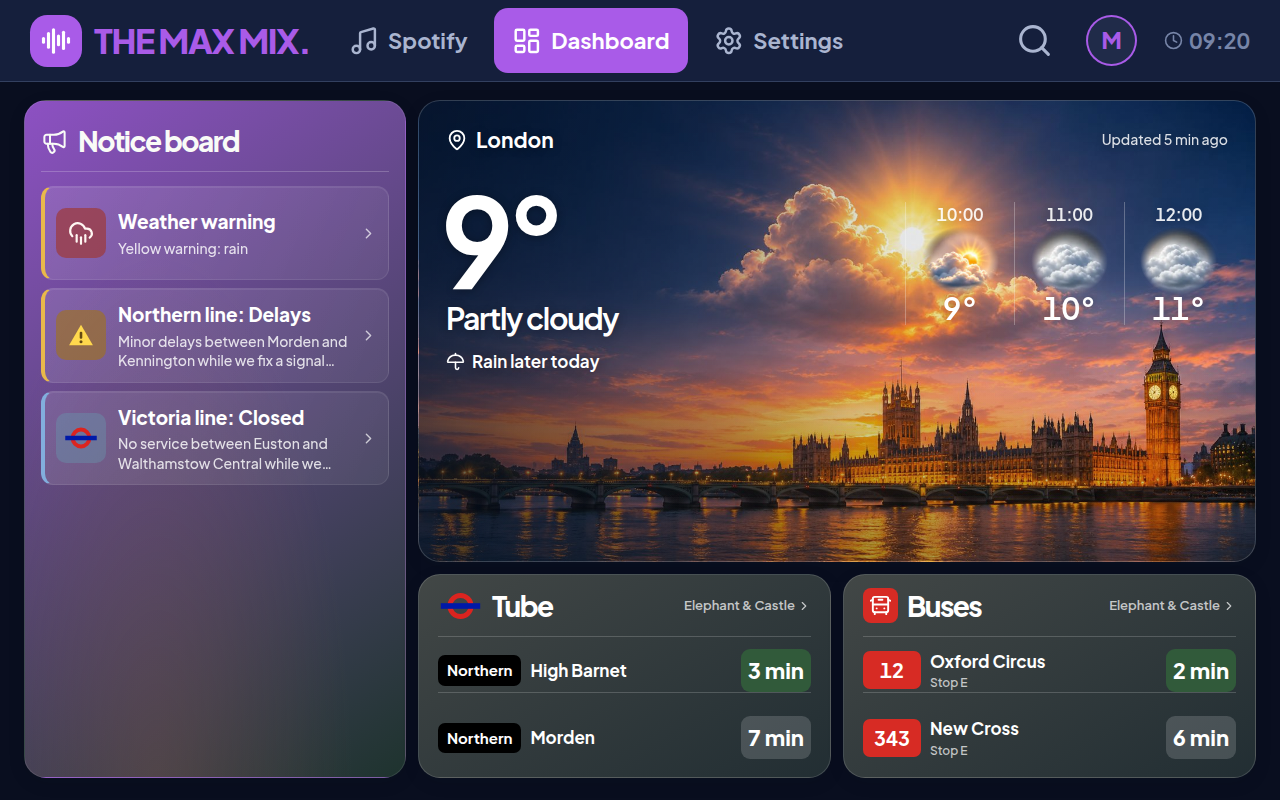 THE MAX MIX.
Spotify
Dashboard
Settings
M
09:20
Notice board
Weather warning
Yellow warning: rain
Northern line: Delays
Minor delays between Morden and
Kennington while we fix a signal...
Victoria line: Closed
No service between Euston and
Walthamstow Central while we...
London
Updated 5 min ago
9°
Partly cloudy
Rain later today
10:00
11:00
12:00
9°
10°
11°
Tube
Elephant & Castle
Northern
High Barnet
3 min
Northern
Morden
7 min
Buses
Elephant & Castle
12
Oxford Circus
Stop E
2 min
343
New Cross
Stop E
6 min